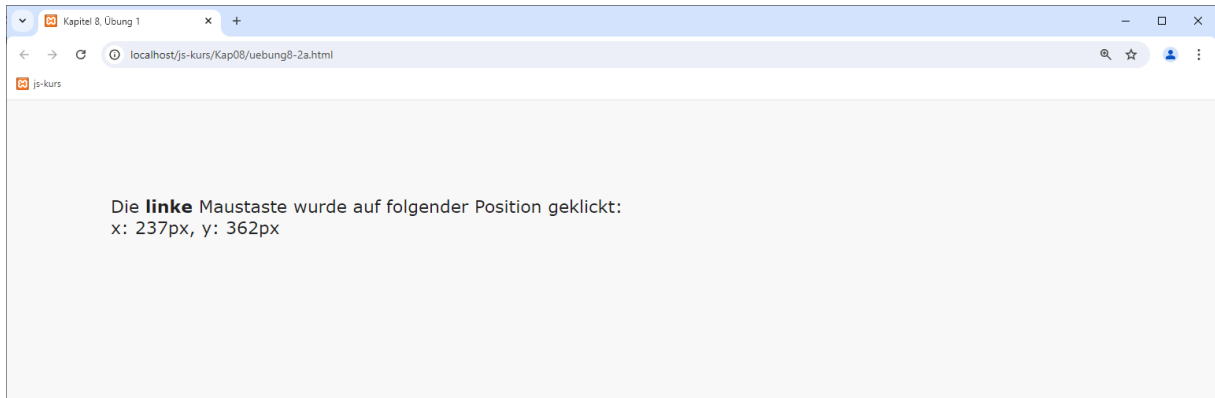 Kapitel 8, Übung 1
localhost/js-kurs/Kap08/uebung8-2a.html
js-kurs
Die linke Maustaste wurde auf folgender Position geklickt:
x: 237px, y: 362px